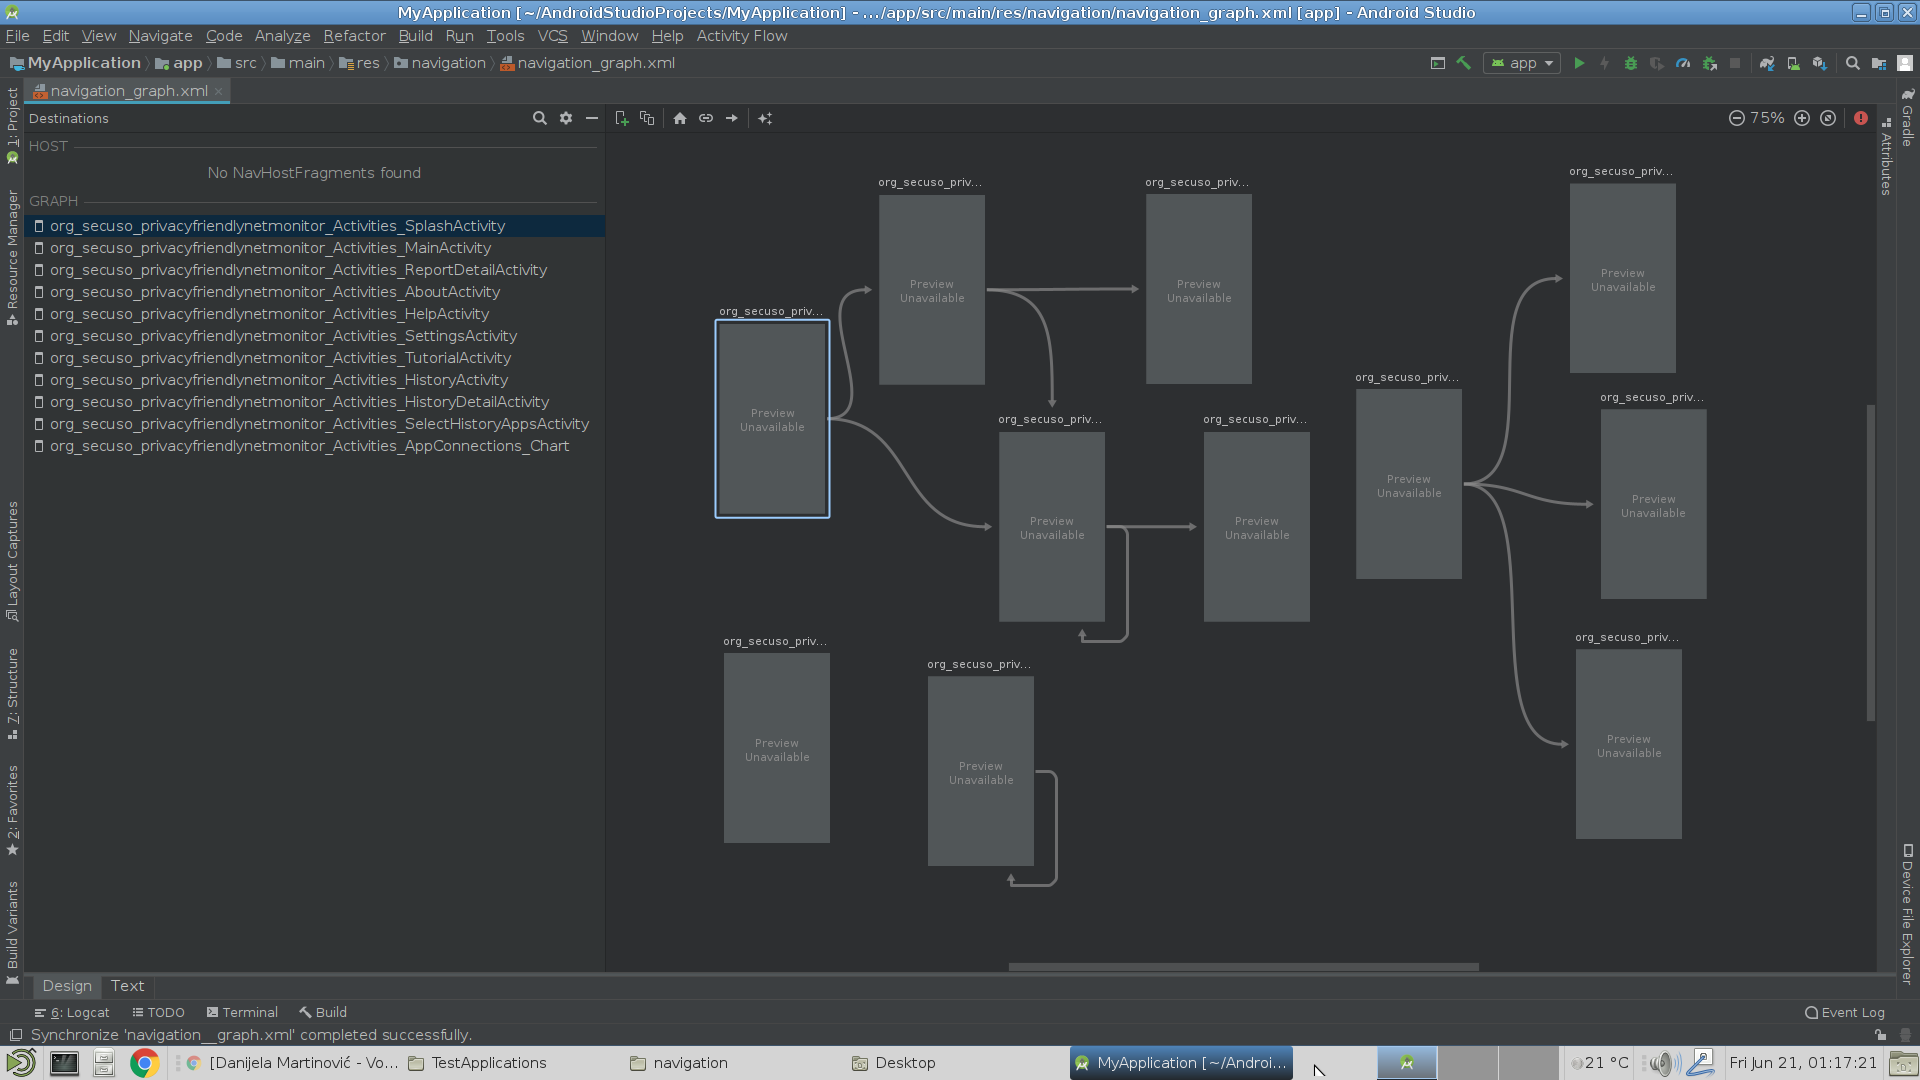 MyApplication [~/AndroidStudioProjects/MyApplication] - .../app/src/main/res/navigation/navigation_graph.xml [app] - Android Studio
File Edit View Navigate Code Analyze Refactor Build Run Tools VCS Window Help Activity Flow
MyApplication app src main res navigation navigation_graph.xml app
navigation_graph.xml
Destinations 75%
HOST
No NavHostFragments found
GRAPH
org_secuso_privacyfriendlynetmonitor_Activities_SplashActivity
org_secuso_privacyfriendlynetmonitor_Activities_MainActivity
org_secuso_privacyfriendlynetmonitor_Activities_ReportDetailActivity
org_secuso_privacyfriendlynetmonitor_Activities_AboutActivity
org_secuso_privacyfriendlynetmonitor_Activities_HelpActivity
org_secuso_privacyfriendlynetmonitor_Activities_SettingsActivity
org_secuso_privacyfriendlynetmonitor_Activities_TutorialActivity
org_secuso_privacyfriendlynetmonitor_Activities_HistoryActivity
org_secuso_privacyfriendlynetmonitor_Activities_HistoryDetailActivity
org_secuso_privacyfriendlynetmonitor_Activities_SelectHistoryAppsActivity
org_secuso_privacyfriendlynetmonitor_Activities_AppConnections_Chart
1: Project
Resource Manager
Layout Captures
7: Structure
2: Favorites
Build Variants
org_secuso_priv...
Preview
Unavailable
org_secuso_priv...
Preview
Unavailable
org_secuso_priv...
Preview
Unavailable
org_secuso_priv...
Preview
Unavailable
org_secuso_priv...
Preview
Unavailable
org_secuso_priv...
Preview
Unavailable
org_secuso_priv...
Preview
Unavailable
org_secuso_priv...
Preview
Unavailable
org_secuso_priv...
Preview
Unavailable
org_secuso_priv...
Preview
Unavailable
org_secuso_priv...
Preview
Unavailable
Gradle
Attributes
Device File Explorer
Design Text
6: Logcat TODO Terminal Build Event Log
Synchronize 'navigation__graph.xml' completed successfully.
[Danijela Martinović - Vo... TestApplications navigation Desktop MyApplication [~/Androi... 21 °C Fri Jun 21, 01:17:21